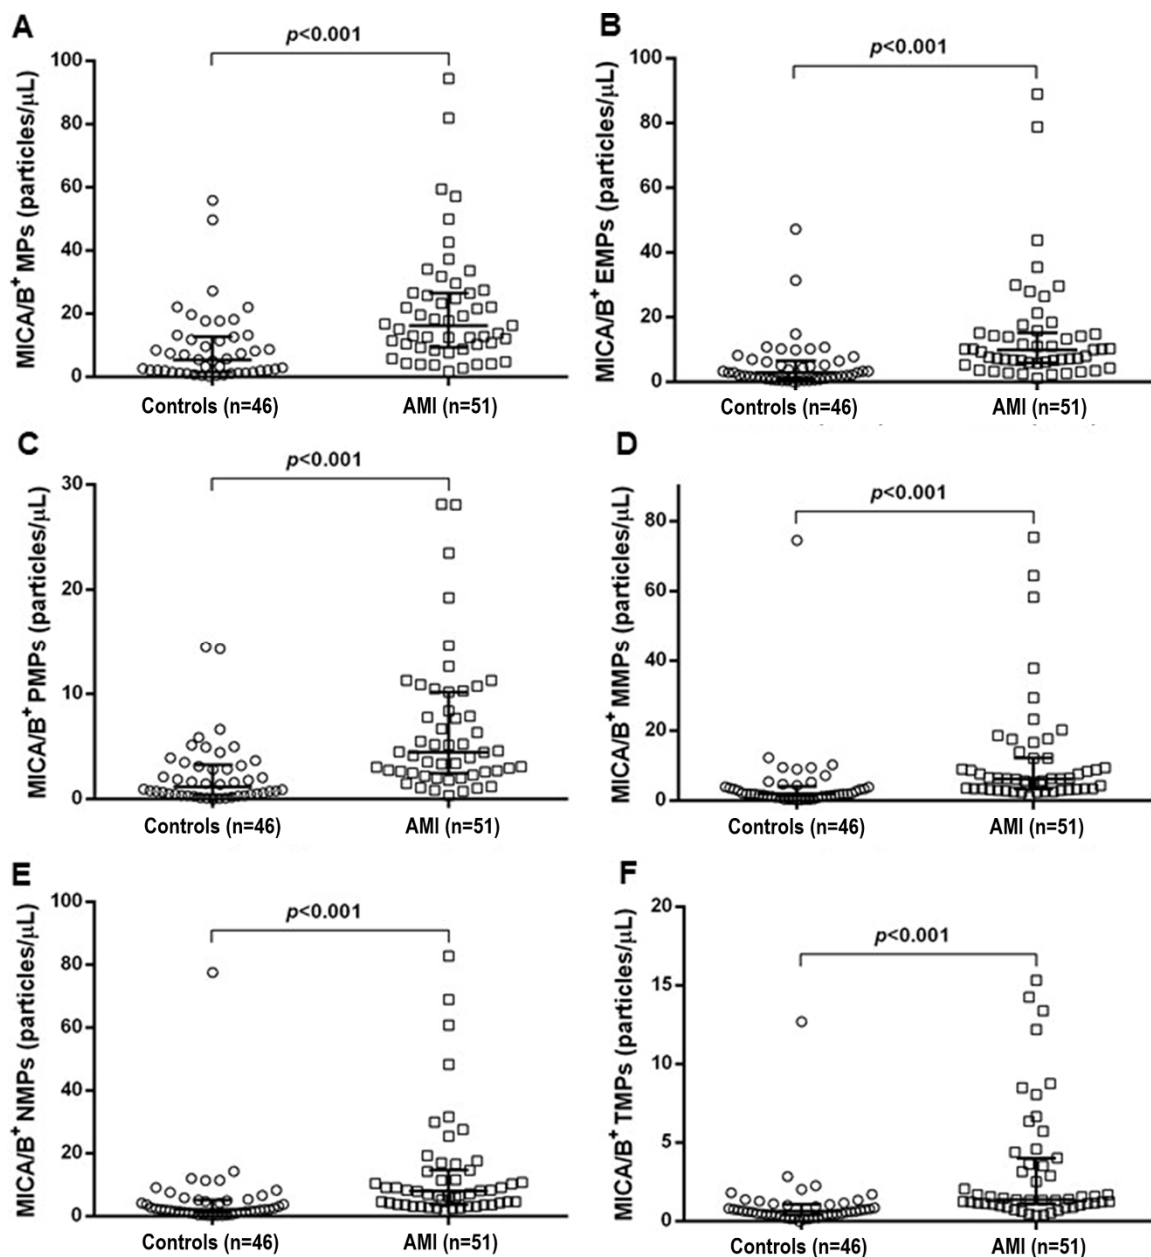 A
p<0.001
MICA/B+ MPs (particles/μL)
100
80
60
40
20
0
Controls (n=46)
AMI (n=51)
B
p<0.001
MICA/B+ EMPs (particles/μL)
100
80
60
40
20
0
Controls (n=46)
AMI (n=51)
C
p<0.001
MICA/B+ PMPs (particles/μL)
30
20
10
0
Controls (n=46)
AMI (n=51)
D
p<0.001
MICA/B+ MMPs (particles/μL)
80
60
40
20
0
Controls (n=46)
AMI (n=51)
E
p<0.001
MICA/B+ NMPs (particles/μL)
100
80
60
40
20
0
Controls (n=46)
AMI (n=51)
F
p<0.001
MICA/B+ TMPs (particles/μL)
20
15
10
5
0
Controls (n=46)
AMI (n=51)